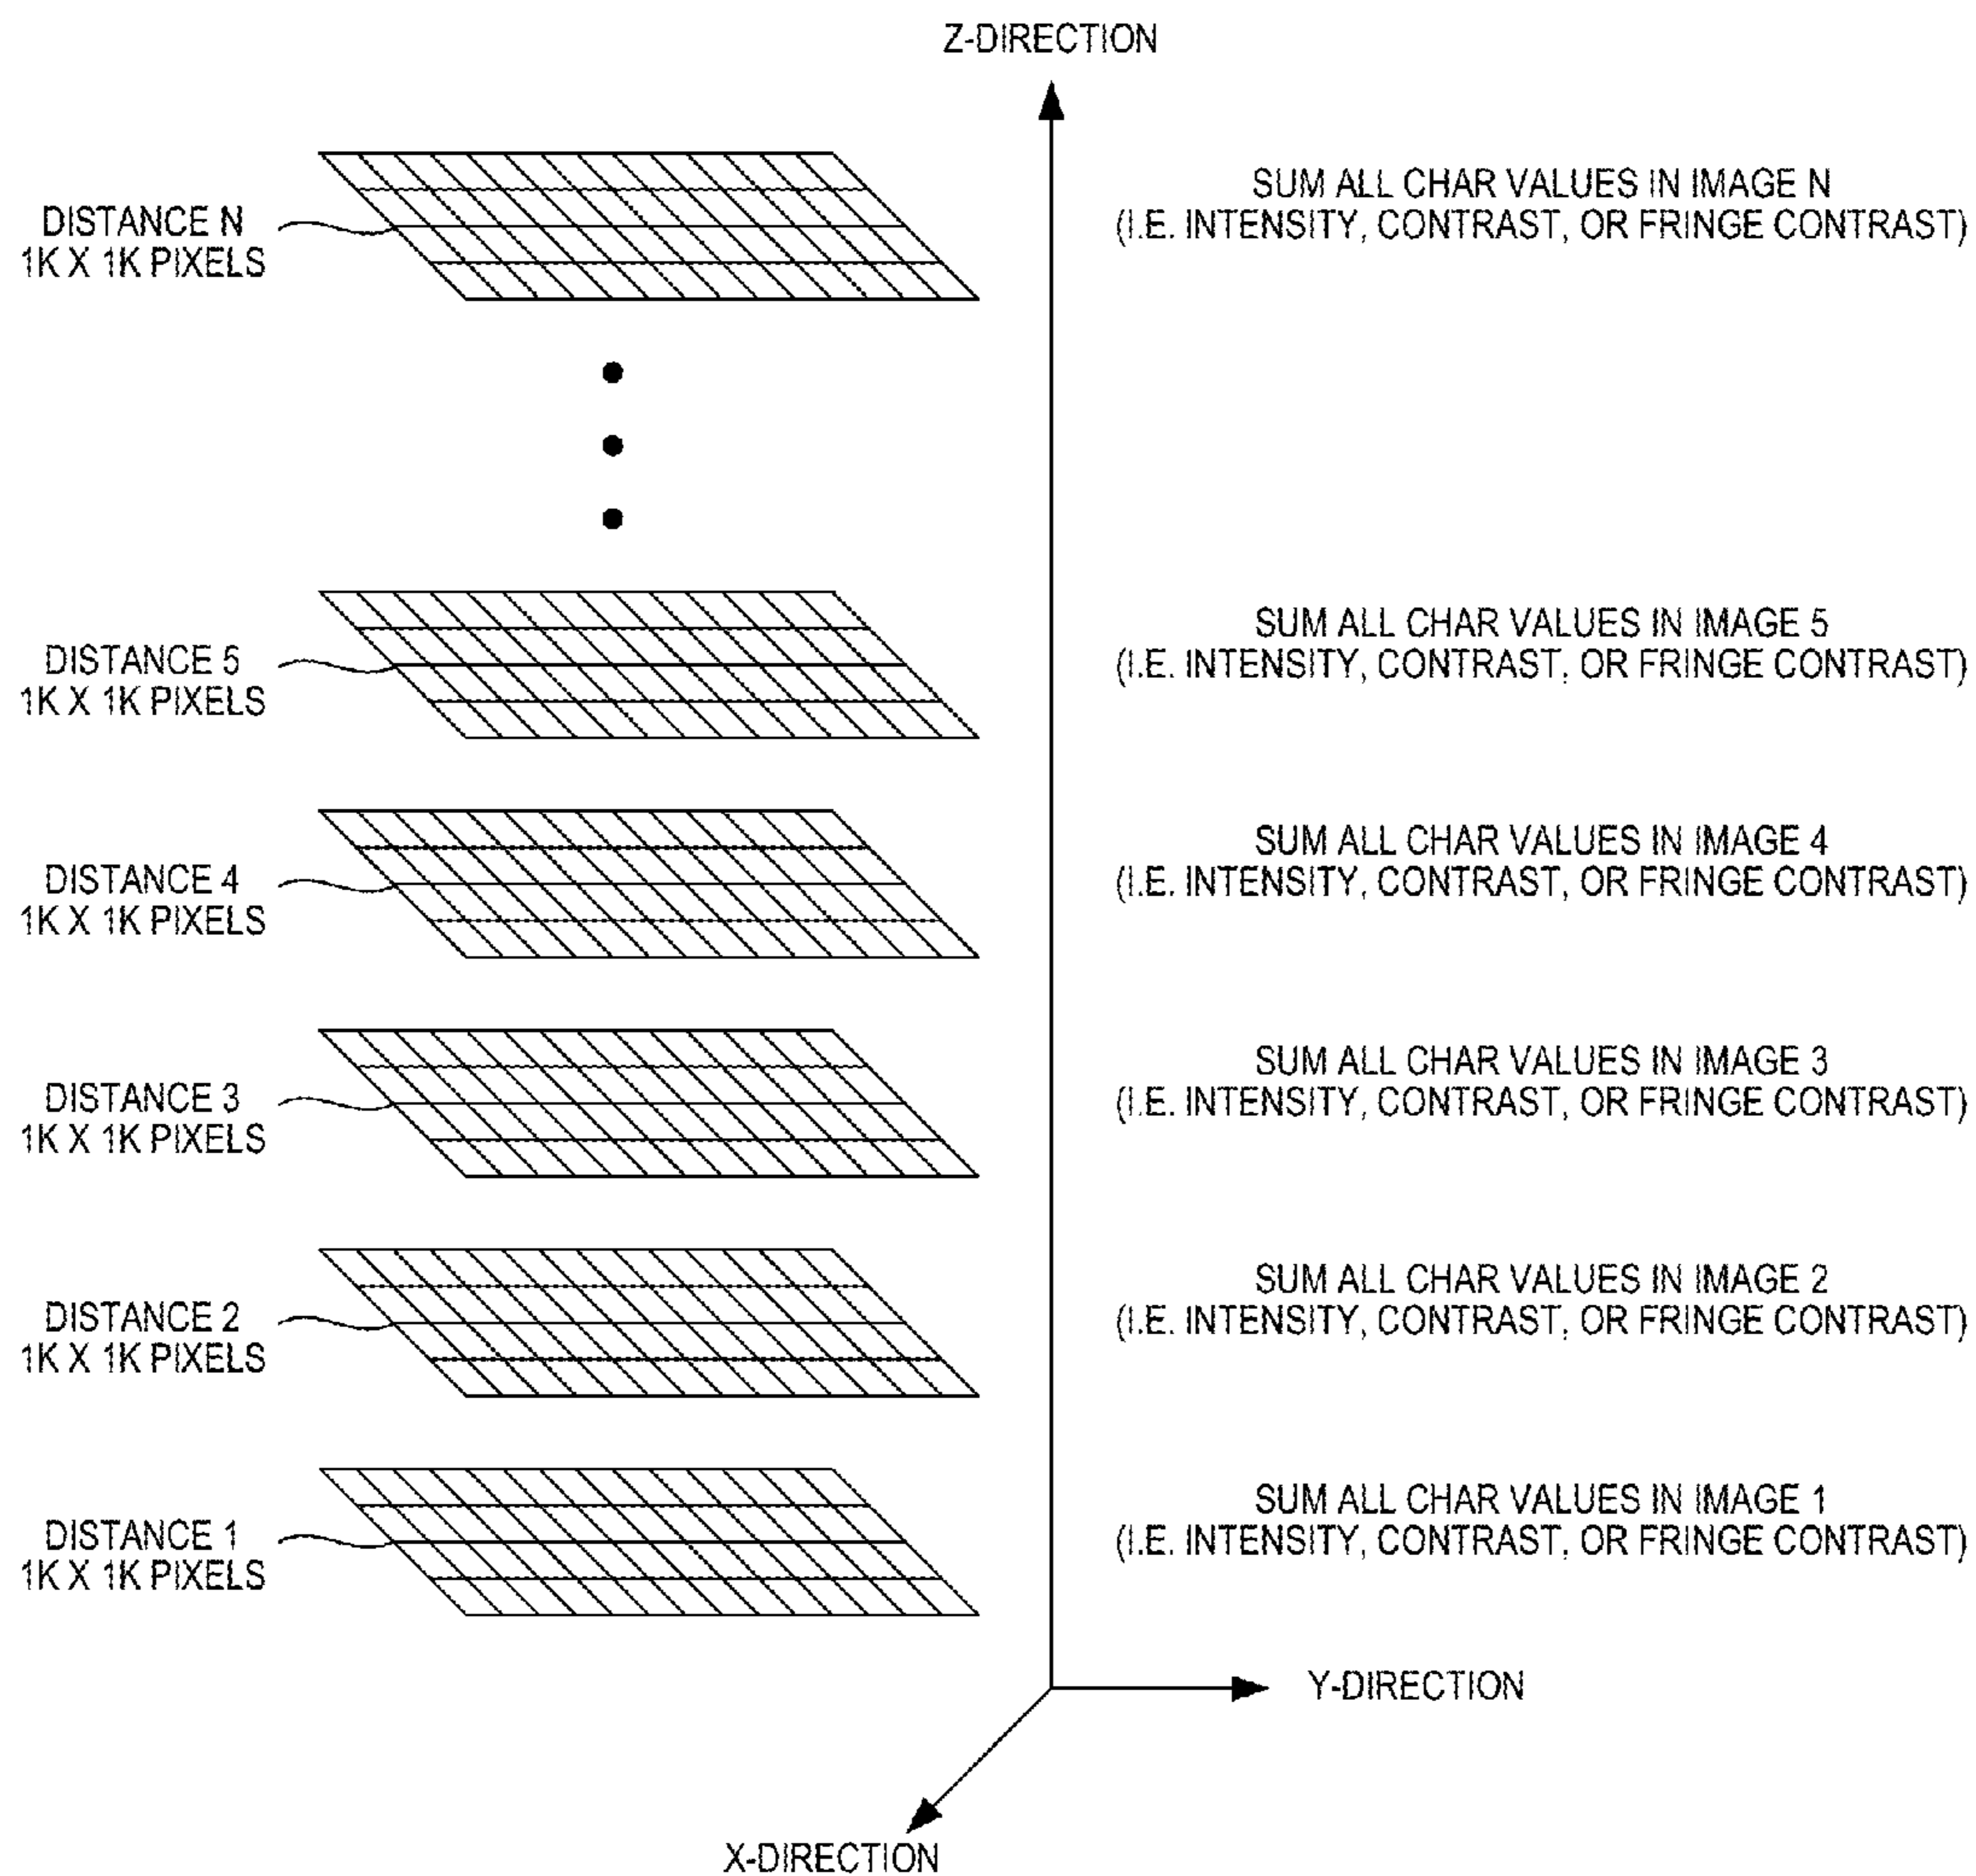 Z-DIRECTION
DISTANCE N
1K X 1K PIXELS
SUM ALL CHAR VALUES IN IMAGE N
(I.E. INTENSITY, CONTRAST, OR FRINGE CONTRAST)
DISTANCE 5
1K X 1K PIXELS
SUM ALL CHAR VALUES IN IMAGE 5
(I.E. INTENSITY, CONTRAST, OR FRINGE CONTRAST)
DISTANCE 4
1K X 1K PIXELS
SUM ALL CHAR VALUES IN IMAGE 4
(I.E. INTENSITY, CONTRAST, OR FRINGE CONTRAST)
DISTANCE 3
1K X 1K PIXELS
SUM ALL CHAR VALUES IN IMAGE 3
(I.E. INTENSITY, CONTRAST, OR FRINGE CONTRAST)
DISTANCE 2
1K X 1K PIXELS
SUM ALL CHAR VALUES IN IMAGE 2
(I.E. INTENSITY, CONTRAST, OR FRINGE CONTRAST)
DISTANCE 1
1K X 1K PIXELS
SUM ALL CHAR VALUES IN IMAGE 1
(I.E. INTENSITY, CONTRAST, OR FRINGE CONTRAST)
Y-DIRECTION
X-DIRECTION